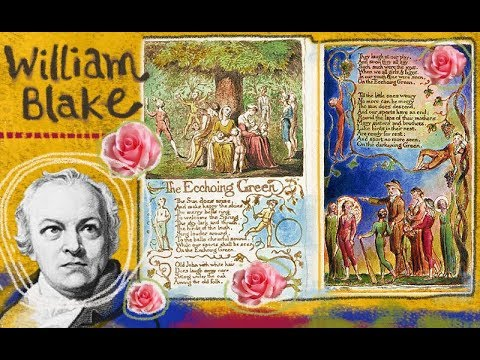 William
Blake
The Ecchoing Green
The Sun does arise,
And make happy the skies.
The merry bells ring
To welcome the Spring.
The sky-lark and thrush,
The birds of the bush,
Sing louder around,
To the bells chearful sound.
While our sports shall be seen
On the Ecchoing Green.
Old John with white hair
Does laugh away care,
Sitting under the oak,
Among the old folk,
They laugh at our play,
And soon they all say,
Such such were the joys,
When we all girls & boys,
In our youth time were seen,
On the Ecchoing Green.
Till the little ones weary
No more can be merry
The sun does descend,
And our sports have an end:
Round the laps of their mothers,
Many sisters and brothers,
Like birds in their nest,
Are ready for rest:
And sport no more seen,
On the darkening Green.